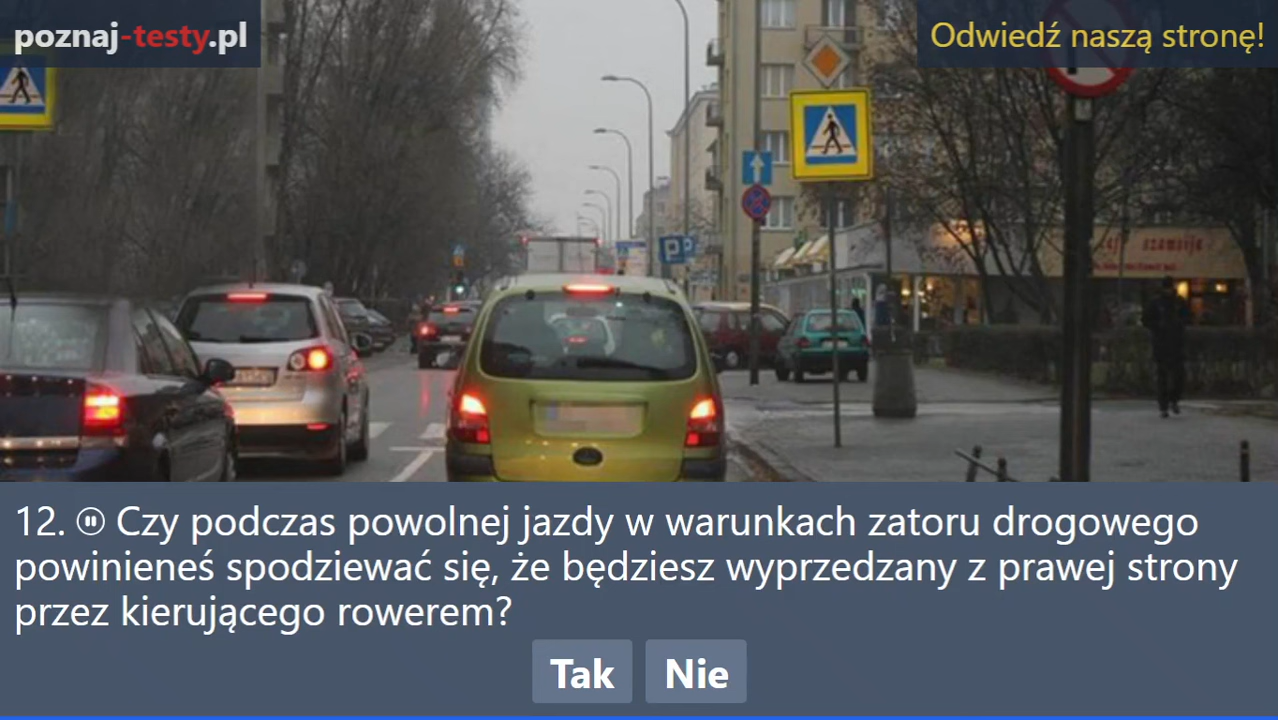 poznaj-testy.pl
Odwiedź naszą stronę!
P
12. Czy podczas powolnej jazdy w warunkach zatoru drogowego
powinieneś spodziewać się, że będziesz wyprzedzany z prawej strony
przez kierującego rowerem?
Tak Nie